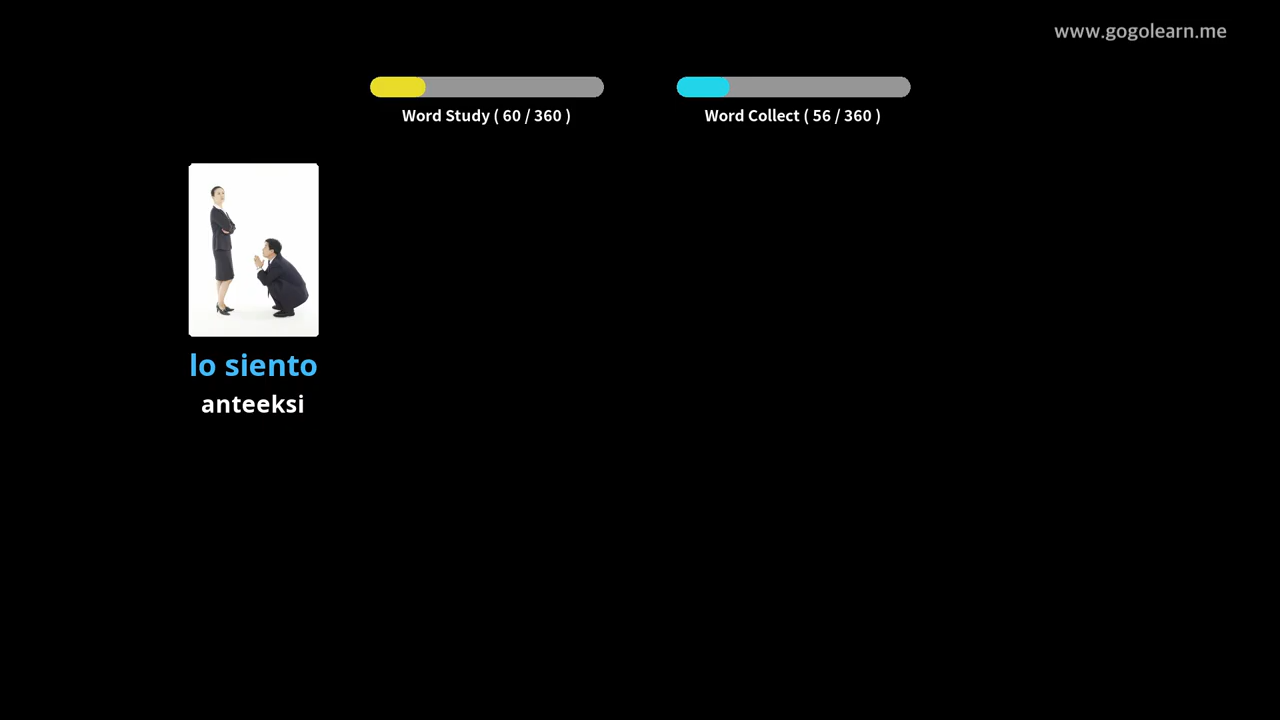 www.gogolearn.me
Word Study ( 60 / 360 )
Word Collect ( 56 / 360 )
lo siento
anteeksi